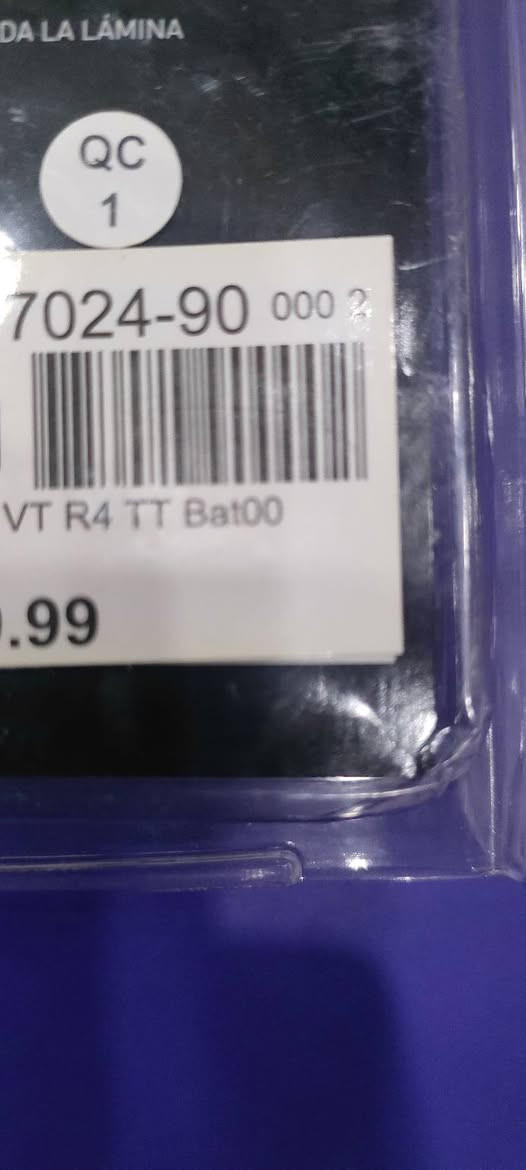 DA LA LÁMINA
QC
1
7024-90 000 2
VT R4 TT Bat00
.99